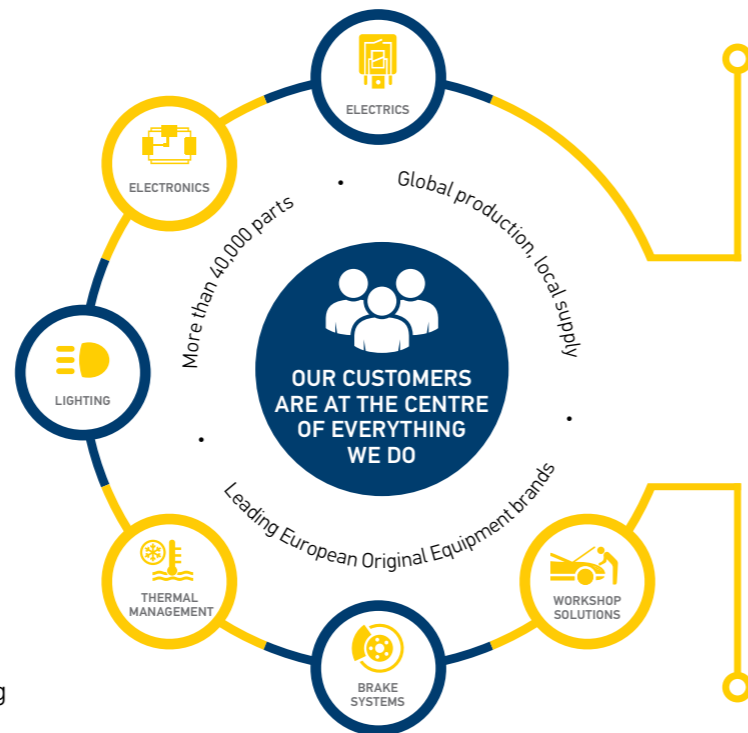 ELECTRICS
ELECTRONICS
Global production, local supply
More than 40,000 parts
OUR CUSTOMERS
ARE AT THE CENTRE
OF EVERYTHING
WE DO
LIGHTING
Leading European Original Equipment brands
THERMAL
MANAGEMENT
WORKSHOP
SOLUTIONS
BRAKE
SYSTEMS
g